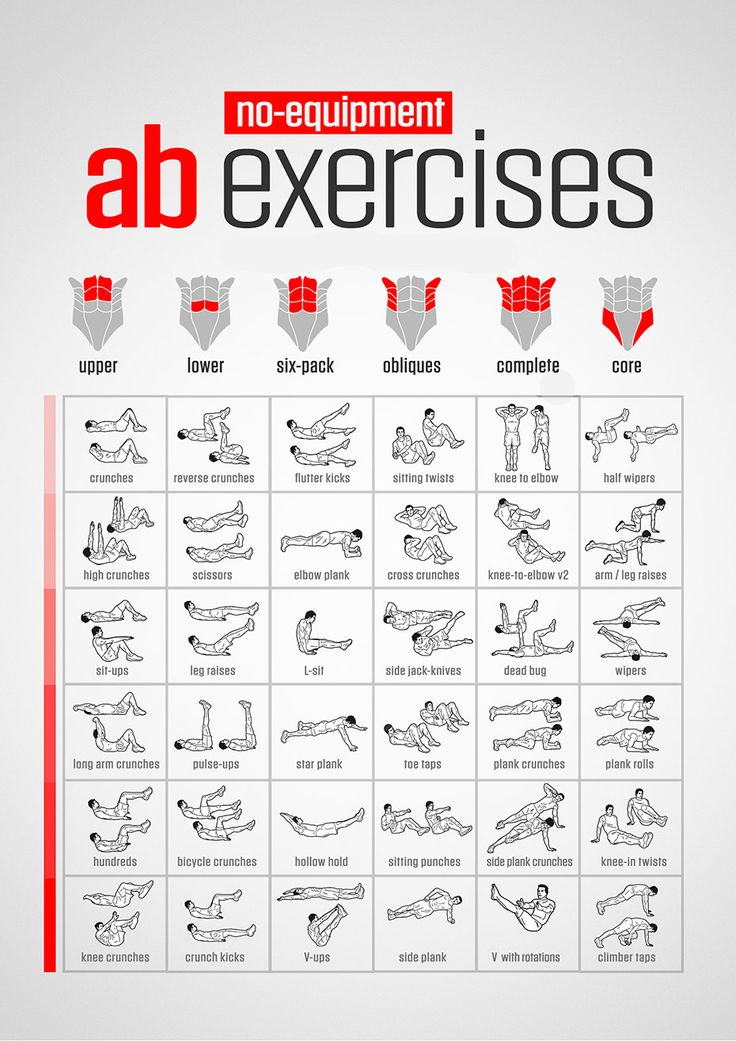 no-equipment
ab exercises
upper lower six-pack obliques complete core
crunches reverse crunches flutter kicks sitting twists knee to elbow half wipers
high crunches scissors elbow plank cross crunches knee-to-elbow v2 arm / leg raises
sit-ups leg raises L-sit side jack-knives dead bug wipers
long arm crunches pulse-ups star plank toe taps plank crunches plank rolls
hundreds bicycle crunches hollow hold sitting punches side plank crunches knee-in twists
knee crunches crunch kicks V-ups side plank V with rotations climber taps